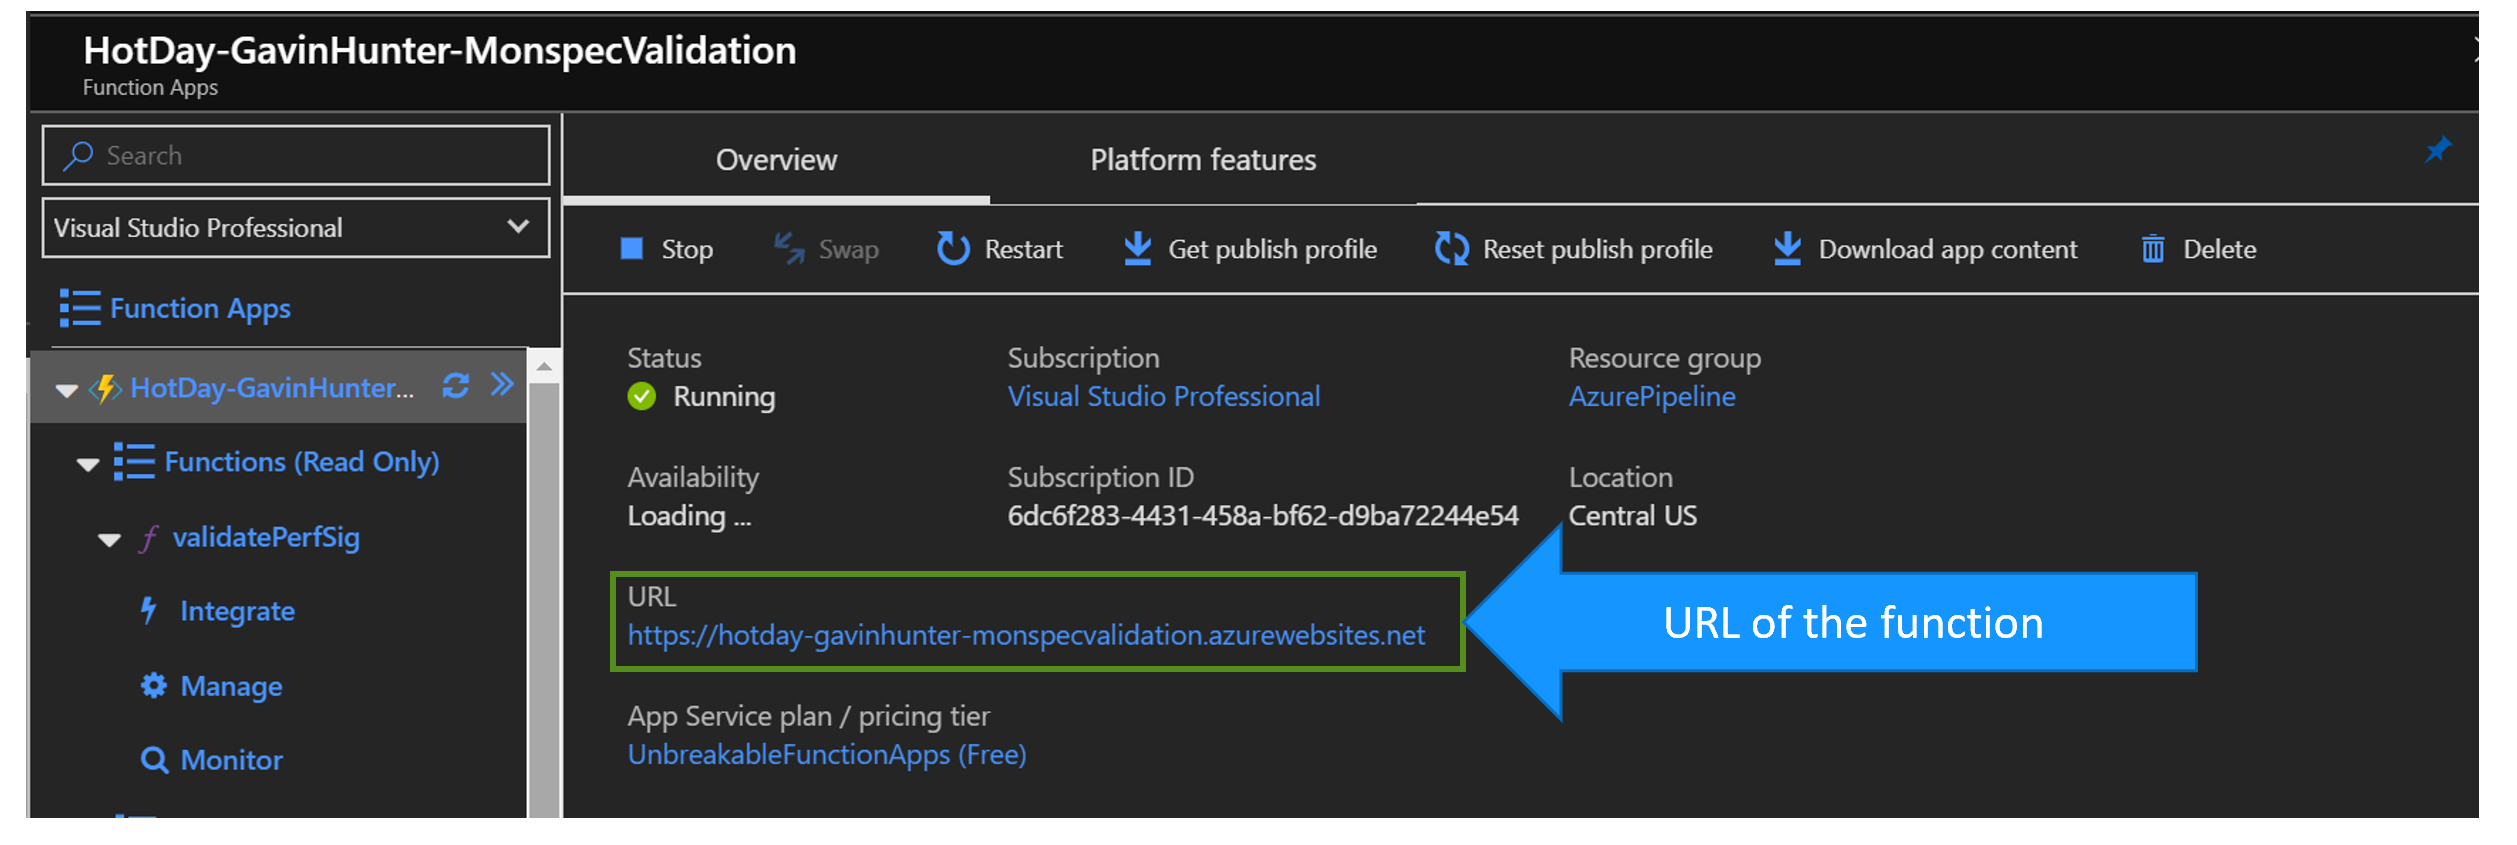 HotDay-GavinHunter-MonspecValidation
Function Apps
Search
Visual Studio Professional
Function Apps
HotDay-GavinHunter...
Functions (Read Only)
validatePerfSig
Integrate
Manage
Monitor
Overview
Platform features
Stop
Swap
Restart
Get publish profile
Reset publish profile
Download app content
Delete
Status
Running
Subscription
Visual Studio Professional
Resource group
AzurePipeline
Availability
Loading ...
Subscription ID
6dc6f283-4431-458a-bf62-d9ba72244e54
Location
Central US
URL
https://hotday-gavinhunter-monspecvalidation.azurewebsites.net
URL of the function
App Service plan / pricing tier
UnbreakableFunctionApps (Free)